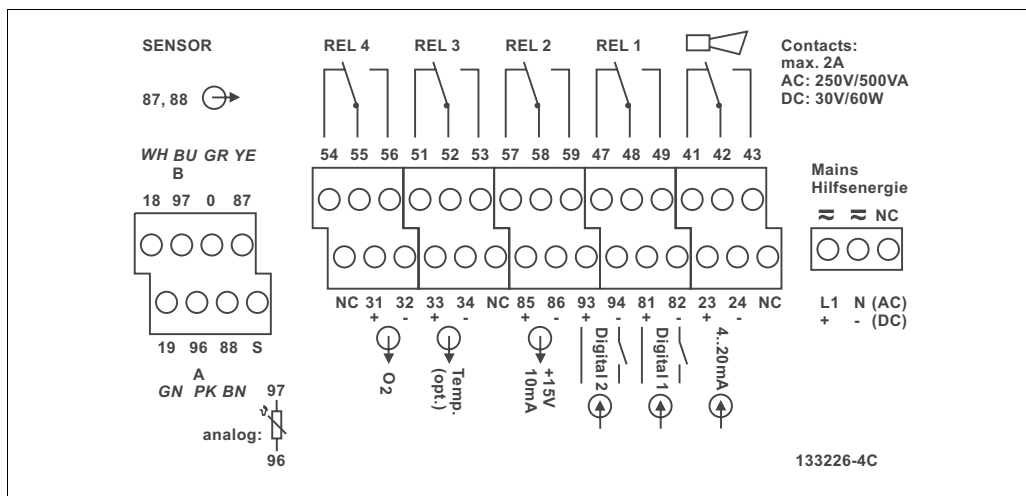 SENSOR REL 4 REL 3 REL 2 REL 1 Contacts:
max. 2A
AC: 250V/500VA
DC: 30V/60W
87, 88
54 55 56 51 52 53 57 58 59 47 48 49 41 42 43
WH BU GR YE
B
18 97 0 87
Mains
Hilfsenergie
≂ ≂ NC
NC 31 32 33 34 NC 85 86 93 94 81 82 23 24 NC
+ - + - + - + - + - + -
L1 N (AC)
+ - (DC)
O2
Temp.
(opt.)
+15V
10mA
Digital 2
Digital 1
4..20mA
19 96 88 S
A
GN PK BN
97
ϑ
analog:
96
133226-4C